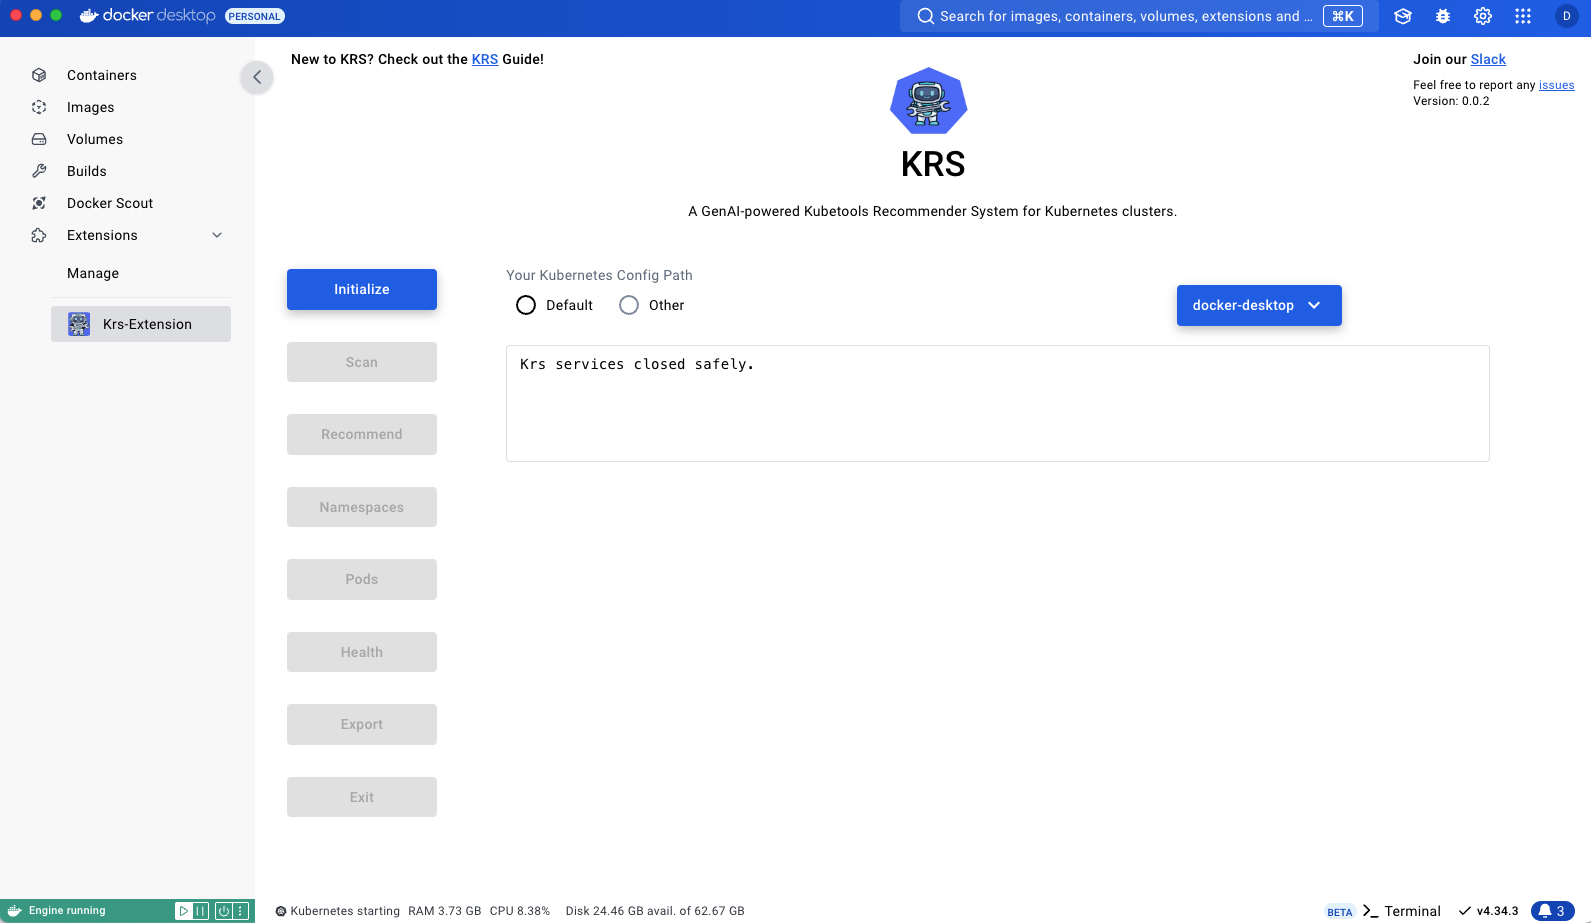 docker desktop PERSONAL
Search for images, containers, volumes, extensions and ... ⌘K
D
Containers
Images
Volumes
Builds
Docker Scout
Extensions
Manage
Krs-Extension
New to KRS? Check out the KRS Guide!
Join our Slack
Feel free to report any issues
Version: 0.0.2
KRS
A GenAI-powered Kubetools Recommender System for Kubernetes clusters.
Initialize
Scan
Recommend
Namespaces
Pods
Health
Export
Exit
Your Kubernetes Config Path
Default Other
docker-desktop
Krs services closed safely.
Engine running
Kubernetes starting RAM 3.73 GB CPU 8.38% Disk 24.46 GB avail. of 62.67 GB
BETA >_ Terminal v4.34.3 3